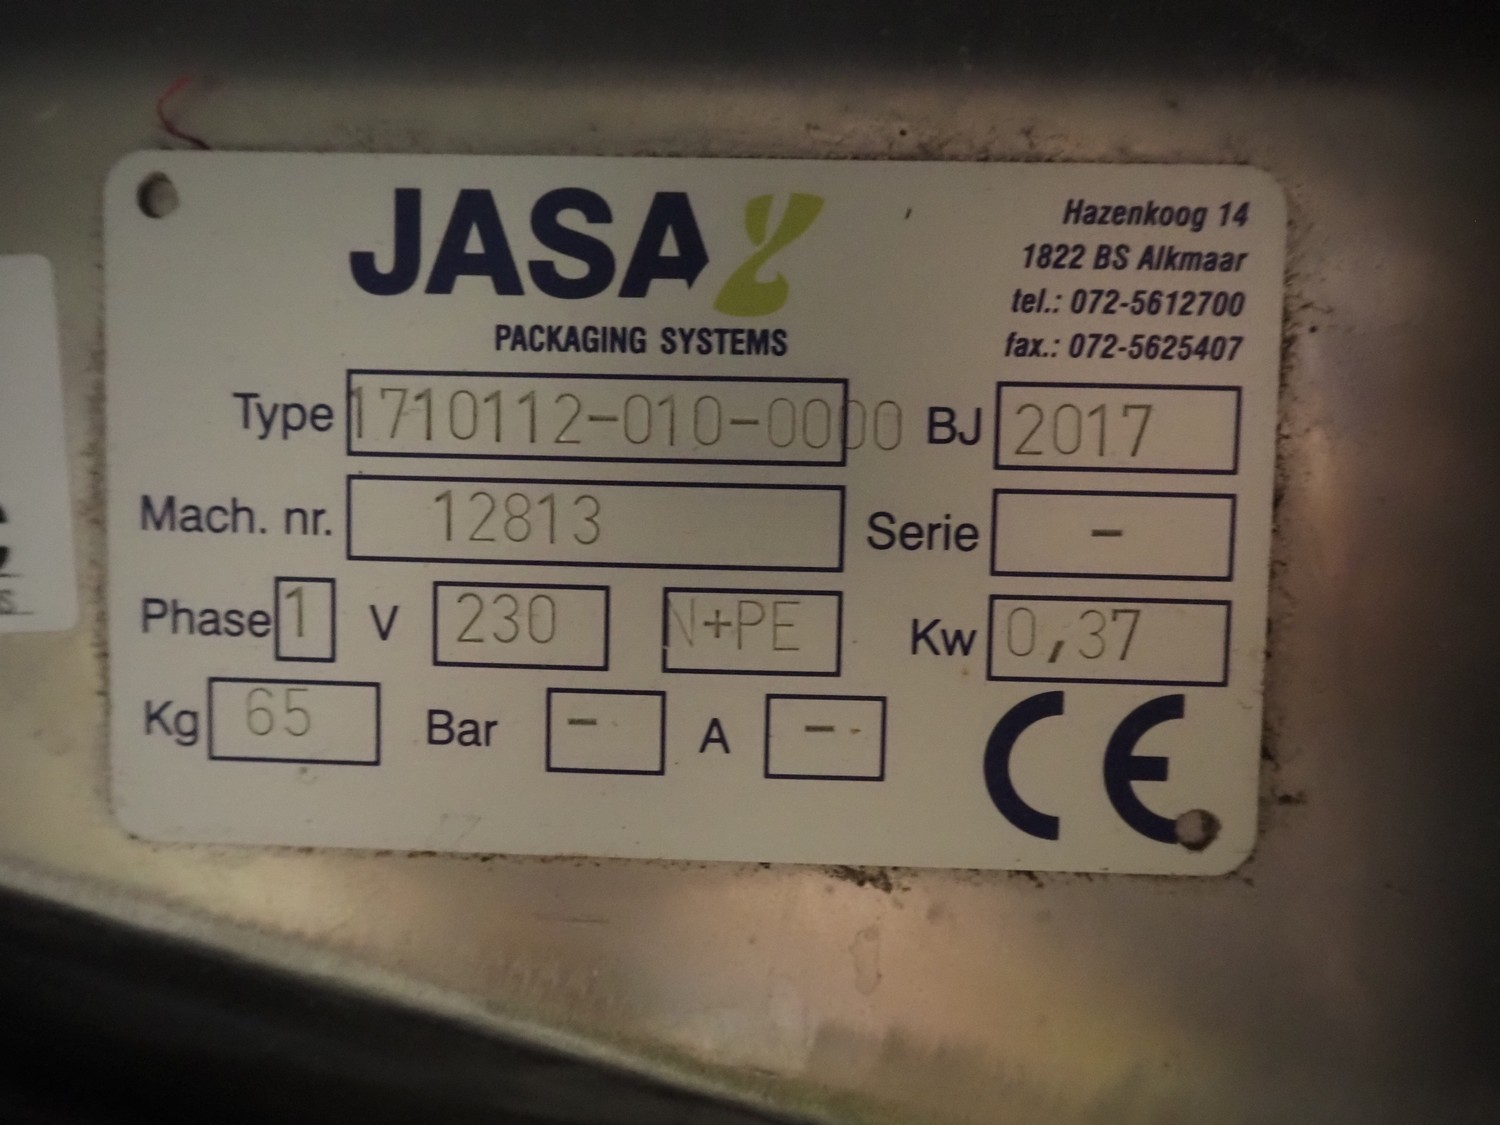 JASA
PACKAGING SYSTEMS
Hazenkoog 14
1822 BS Alkmaar
tel.: 072-5612700
fax.: 072-5625407
Type 1710112-010-0000 BJ 2017
Mach. nr. 12813 Serie -
Phase 1 V 230 N+PE Kw 0,37
Kg 65 Bar - A -
CE